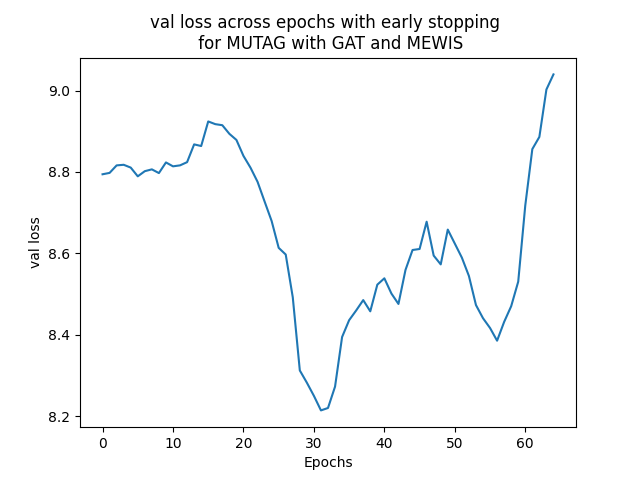 val loss across epochs with early stopping
for MUTAG with GAT and MEWIS
9.0
8.8
8.6
8.4
8.2
val loss
0 10 20 30 40 50 60
Epochs